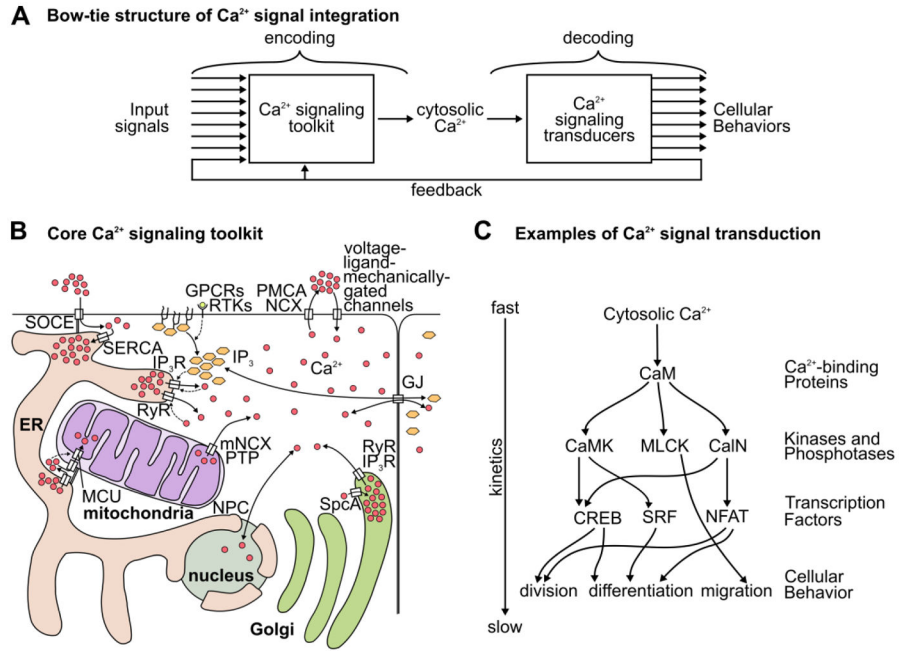 A Bow-tie structure of Ca²⁺ signal integration
encoding
decoding
Input
signals
Ca²⁺ signaling
toolkit
cytosolic
Ca²⁺
Ca²⁺
signaling
transducers
Cellular
Behaviors
feedback
B Core Ca²⁺ signaling toolkit
voltage-
ligand-
mechanically-
gated
channels
GPCRs
RTKs
PMCA
NCX
SOCE
SERCA
IP₃R
IP₃
Ca²⁺
GJ
RyR
ER
mNCX
PTP
RyR
IP₃R
MCU
mitochondria
NPC
SpcA
nucleus
Golgi
C Examples of Ca²⁺ signal transduction
fast
kinetics
slow
Cytosolic Ca²⁺
CaM
Ca²⁺-binding
Proteins
CaMK
MLCK
CalN
Kinases and
Phosphotases
CREB
SRF
NFAT
Transcription
Factors
division
differentiation
migration
Cellular
Behavior